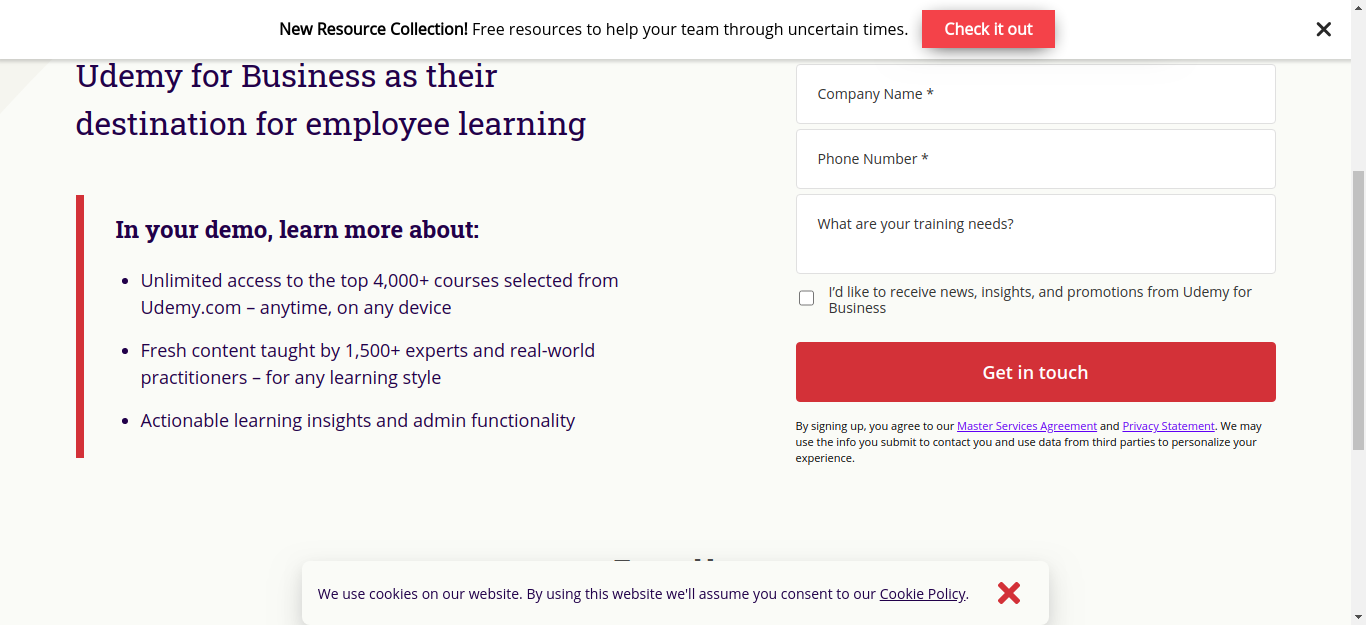 New Resource Collection! Free resources to help your team through uncertain times.
Check it out
Udemy for Business as their
destination for employee learning
In your demo, learn more about:
• Unlimited access to the top 4,000+ courses selected from
Udemy.com – anytime, on any device
• Fresh content taught by 1,500+ experts and real-world
practitioners – for any learning style
• Actionable learning insights and admin functionality
Company Name *
Phone Number *
What are your training needs?
I'd like to receive news, insights, and promotions from Udemy for
Business
Get in touch
By signing up, you agree to our Master Services Agreement and Privacy Statement. We may
use the info you submit to contact you and use data from third parties to personalize your
experience.
We use cookies on our website. By using this website we'll assume you consent to our Cookie Policy.